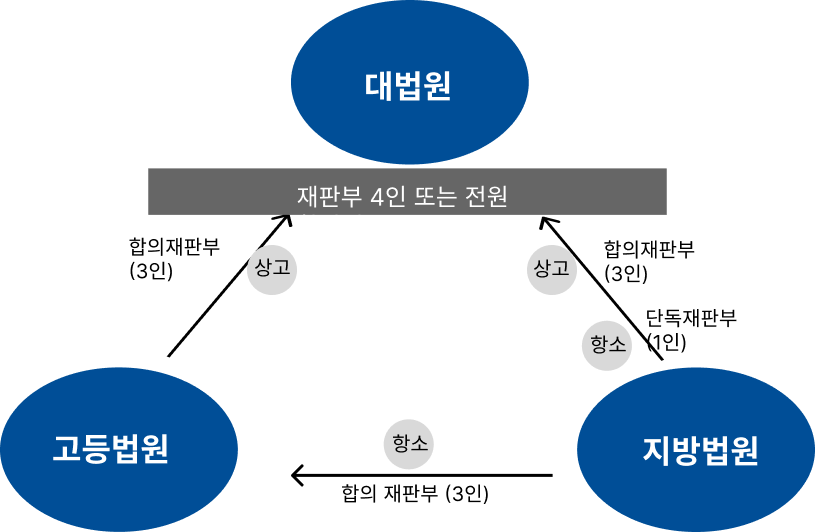 대법원
재판부 4인 또는 전원
합의재판부
(3인)
상고
상고
합의재판부
(3인)
단독재판부
(1인)
항소
고등법원
항소
합의 재판부 (3인)
지방법원